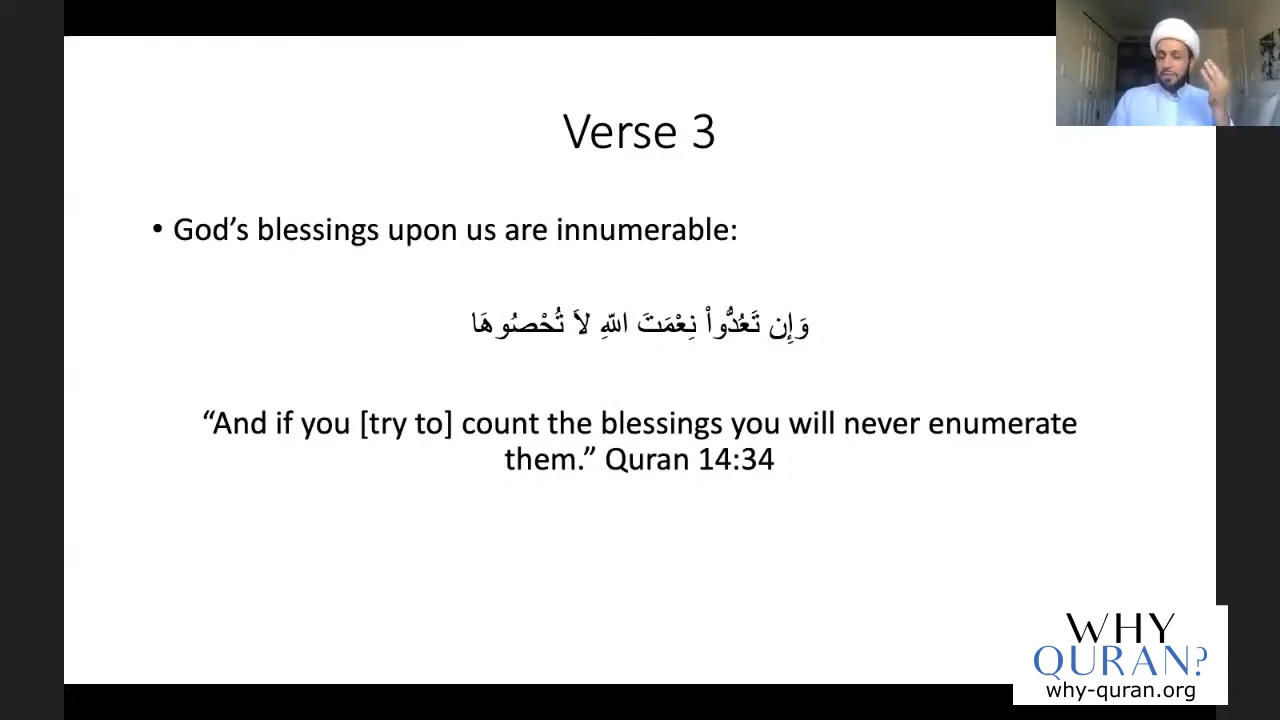 Verse 3
• God’s blessings upon us are innumerable:
وَإِن تَعُدُّواْ نِعْمَتَ اللّهِ لاَ تُحْصُوهَا
“And if you [try to] count the blessings you will never enumerate
them.” Quran 14:34
WHY
QURAN?
why-quran.org